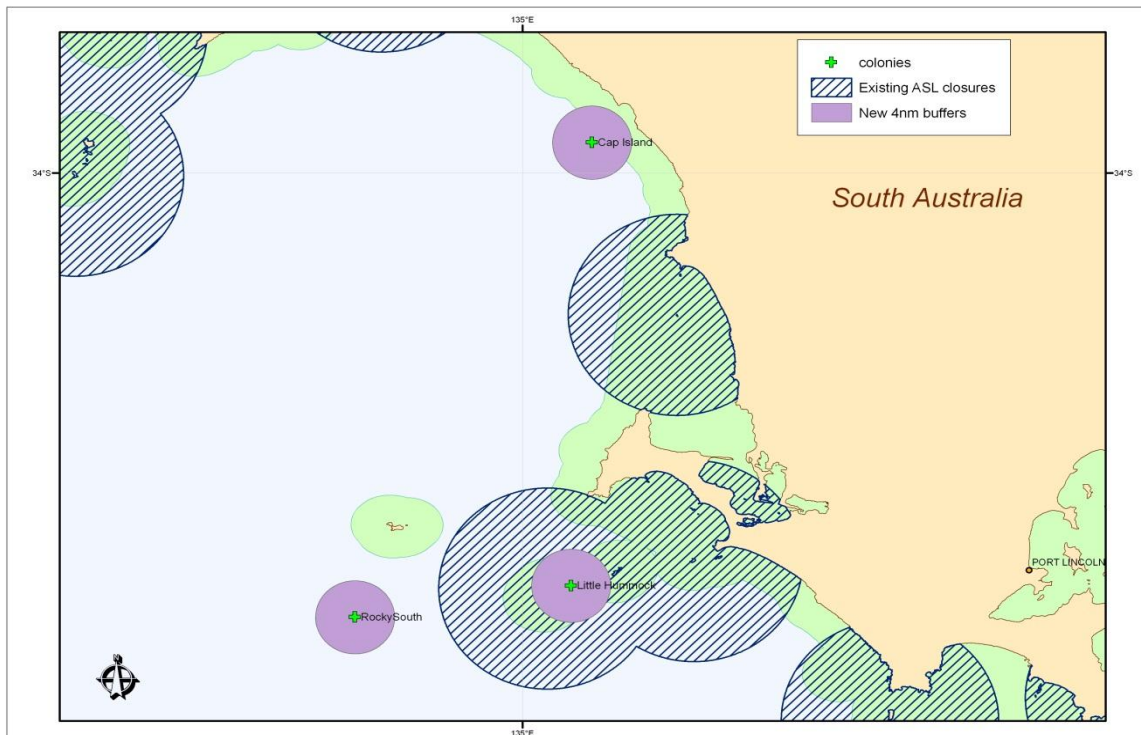 135°E
colonies
Existing ASL closures
New 4nm buffers
Cap Island
34°S
34°S
South Australia
PORT LINCOLN
Little Hummock
RockySouth
135°E